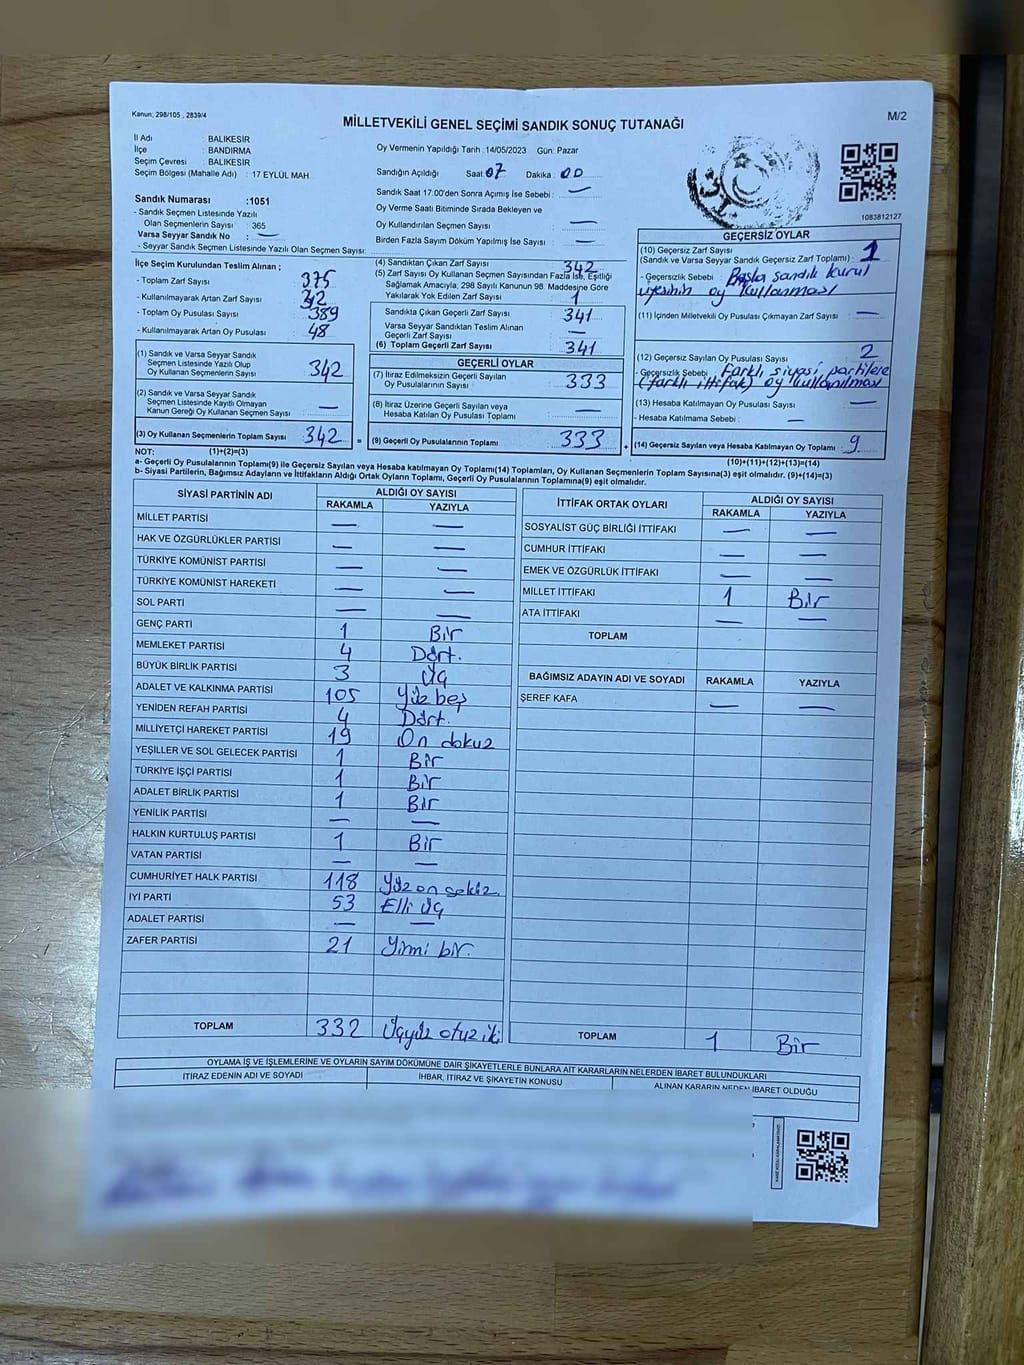 Kanun; 298/105 , 2839/4
M/2
MİLLETVEKİLİ GENEL SEÇİMİ SANDIK SONUÇ TUTANAĞI
İl Adı : BALIKESİR
İlçe : BANDIRMA
Seçim Çevresi : BALIKESİR
Seçim Bölgesi (Mahalle Adı) : 17 EYLÜL MAH
Sandık Numarası :1051
- Sandık Seçmen Listesinde Yazılı
Olan Seçmenlerin Sayısı : 365
Varsa Seyyar Sandık No : —
- Seyyar Sandık Seçmen Listesinde Yazılı Olan Seçmen Sayısı:
Oy Vermenin Yapıldığı Tarih : 14/05/2023 Gün: Pazar
Sandığın Açıldığı Saat: 07 Dakika : 00
Sandık Saat 17.00'den Sonra Açımış İse Sebebi : —
Oy Verme Saati Bitiminde Sırada Bekleyen ve
Oy Kullandırılan Seçmen Sayısı : —
Birden Fazla Sayım Döküm Yapılmış İse Sayısı : —
1083812127
İlçe Seçim Kurulundan Teslim Alınan ;
- Toplam Zarf Sayısı : 375
- Kullanılmayarak Artan Zarf Sayısı :
- Toplam Oy Pusulası Sayısı : 389
- Kullanılmayarak Artan Oy Pusulası : 48
(1) Sandık ve Varsa Seyyar Sandık
Seçmen Listesinde Yazılı Olup
Oy Kullanan Seçmenlerin Sayısı : 342
(2) Sandık ve Varsa Seyyar Sandık
Seçmen Listesinde Kayıtlı Olmayan
Kanun Gereği Oy Kullanan Seçmen Sayısı : —
(3) Oy Kullanan Seçmenlerin Toplam Sayısı : 342
(4) Sandıktan Çıkan Zarf Sayısı : 342
(5) Zarf Sayısı Oy Kullanan Seçmen Sayısından Fazla İse, Eşitliği
Sağlamak Amacıyla; 298 Sayılı Kanunun 98. Maddesine Göre
Yakılarak Yok Edilen Zarf Sayısı : 1
Sandıkta Çıkan Geçerli Zarf Sayısı : 341
Varsa Seyyar Sandıktan Teslim Alınan
Geçerli Zarf Sayısı : —
(6) Toplam Geçerli Zarf Sayısı : 341
GEÇERLİ OYLAR
(7) İtiraz Edilmeksizin Geçerli Sayılan
Oy Pusulalarının Sayısı : 333
(8) İtiraz Üzerine Geçerli Sayılan veya
Hesaba Katılan Oy Pusulası Toplamı : —
= (9) Geçerli Oy Pusulalarının Toplamı : 333 +
GEÇERSİZ OYLAR
(10) Geçersiz Zarf Sayısı
(Sandık ve Varsa Seyyar Sandık Geçersiz Zarf Toplamı) : 1
- Geçersizlik Sebebi : Başka sandık kurul
üyesinin oy kullanması
(11) İçinden Milletvekili Oy Pusulası Çıkmayan Zarf Sayısı : —
(12) Geçersiz Sayılan Oy Pusulası Sayısı : 2
- Geçersizlik Sebebi : Farklı siyasi partilere
(farklı ittifak) oy kullanılması
(13) Hesaba Katılmayan Oy Pusulası Sayısı : —
- Hesaba Katılmama Sebebi : —
(14) Geçersiz Sayılan veya Hesaba Katılmayan Oy Toplamı : 9
NOT: (1)+(2)=(3)
(10)+(11)+(12)+(13)=(14)
a- Geçerli Oy Pusulalarının Toplamı(9) ile Geçersiz Sayılan veya Hesaba katılmayan Oy Toplamı(14) Toplamları, Oy Kullanan Seçmenlerin Toplam Sayısına(3) eşit olmalıdır. (9)+(14)=(3)
b- Siyasi Partilerin, Bağımsız Adayların ve İttifakların Aldığı Ortak Oyların Toplamı, Geçerli Oy Pusulalarının Toplamına(9) eşit olmalıdır.
SİYASİ PARTİNİN ADI ALDIĞI OY SAYISI
RAKAMLA YAZIYLA
MİLLET PARTİSİ — —
HAK VE ÖZGÜRLÜKLER PARTİSİ — —
TÜRKİYE KOMÜNİST PARTİSİ — —
TÜRKİYE KOMÜNİST HAREKETİ — —
SOL PARTİ — —
GENÇ PARTİ 1 Bir
MEMLEKET PARTİSİ 4 Dört.
BÜYÜK BİRLİK PARTİSİ 3 Üç
ADALET VE KALKINMA PARTİSİ 105 Yüz beş
YENİDEN REFAH PARTİSİ 4 Dört.
MİLLİYETÇİ HAREKET PARTİSİ 19 On dokuz
YEŞİLLER VE SOL GELECEK PARTİSİ 1 Bir
TÜRKİYE İŞÇİ PARTİSİ 1 Bir
ADALET BİRLİK PARTİSİ 1 Bir
YENİLİK PARTİSİ — —
HALKIN KURTULUŞ PARTİSİ 1 Bir
VATAN PARTİSİ — —
CUMHURİYET HALK PARTİSİ 118 Yüz on sekiz
İYİ PARTİ 53 Elli üç
ADALET PARTİSİ — —
ZAFER PARTİSİ 21 Yirmi bir.
TOPLAM 332 Üçyüz otuz iki
İTTİFAK ORTAK OYLARI ALDIĞI OY SAYISI
RAKAMLA YAZIYLA
SOSYALİST GÜÇ BİRLİĞİ İTTİFAKI — —
CUMHUR İTTİFAKI — —
EMEK VE ÖZGÜRLÜK İTTİFAKI — —
MİLLET İTTİFAKI 1 Bir
ATA İTTİFAKI — —
TOPLAM
BAĞIMSIZ ADAYIN ADI VE SOYADI RAKAMLA YAZIYLA
ŞEREF KAFA — —
TOPLAM 1 Bir
OYLAMA İŞ VE İŞLEMLERİNE VE OYLARIN SAYIM DÖKÜMÜNE DAİR ŞİKAYETLERLE BUNLARA AİT KARARLARIN NELERDEN İBARET BULUNDUKLARI
İTİRAZ EDENİN ADI VE SOYADI İHBAR, İTİRAZ VE ŞİKAYETİN KONUSU ALINAN KARARIN NEDEN İBARET OLDUĞU